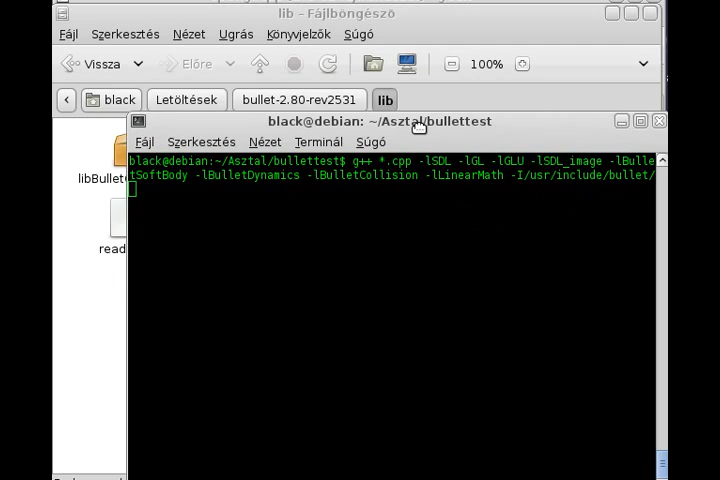 lib – Fájlböngésző
Fájl Szerkesztés Nézet Ugrás Könyvjelzők Súgó
Vissza Előre 100%
black Letöltések bullet-2.80-rev2531 lib
black@debian: ~/Asztal/bullettest
Fájl Szerkesztés Nézet Terminál Súgó
black@debian:~/Asztal/bullettest$ g++ *.cpp -lSDL -lGL -lGLU -lSDL_image -lBulle
tSoftBody -lBulletDynamics -lBulletCollision -lLinearMath -I/usr/include/bullet/
libBullet
read